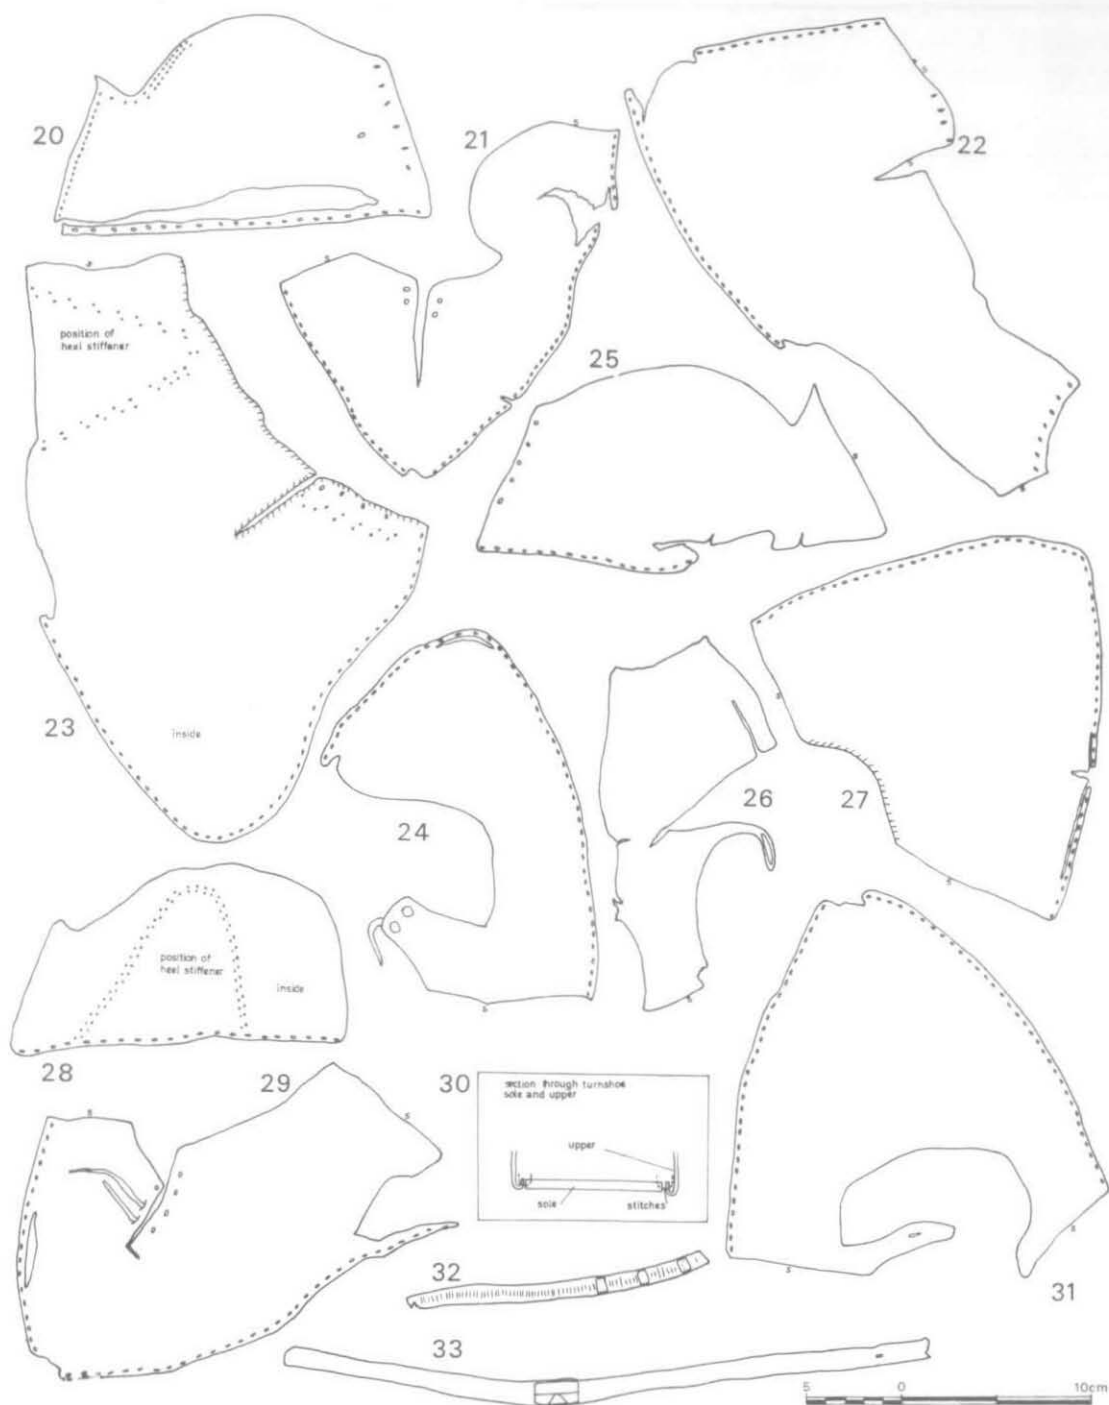 20
21
22
s
s
s
s
s
position of
heel stiffener
25
s
s
23
inside
24
s
26
s
27
s
s
28
position of
heel stiffener
inside
29
s
s
30
section through turnshoe
sole and upper
upper
sole
stitches
31
s
s
32
33
5 0 10cm